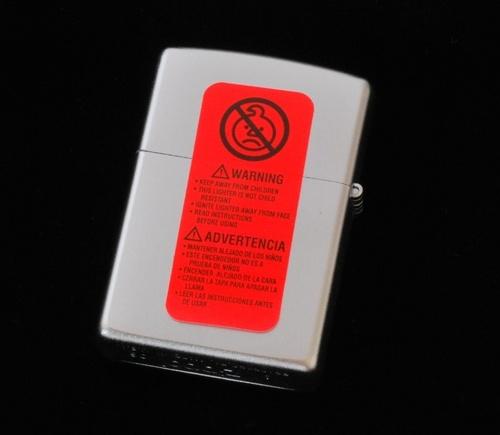 WARNING
• KEEP AWAY FROM CHILDREN
• THIS LIGHTER IS NOT CHILD
RESISTANT
• IGNITE LIGHTER AWAY FROM FACE
• READ INSTRUCTIONS
BEFORE USING
ADVERTENCIA
• MANTENER ALEJADO DE LOS NIÑOS
• ESTE ENCENDEDOR NO ES A
PRUEBA DE NIÑOS
• ENCENDER ALEJADO DE LA CARA
• CERRAR LA TAPA PARA APAGAR LA
LLAMA
• LEER LAS INSTRUCCIONES ANTES
DE USAR